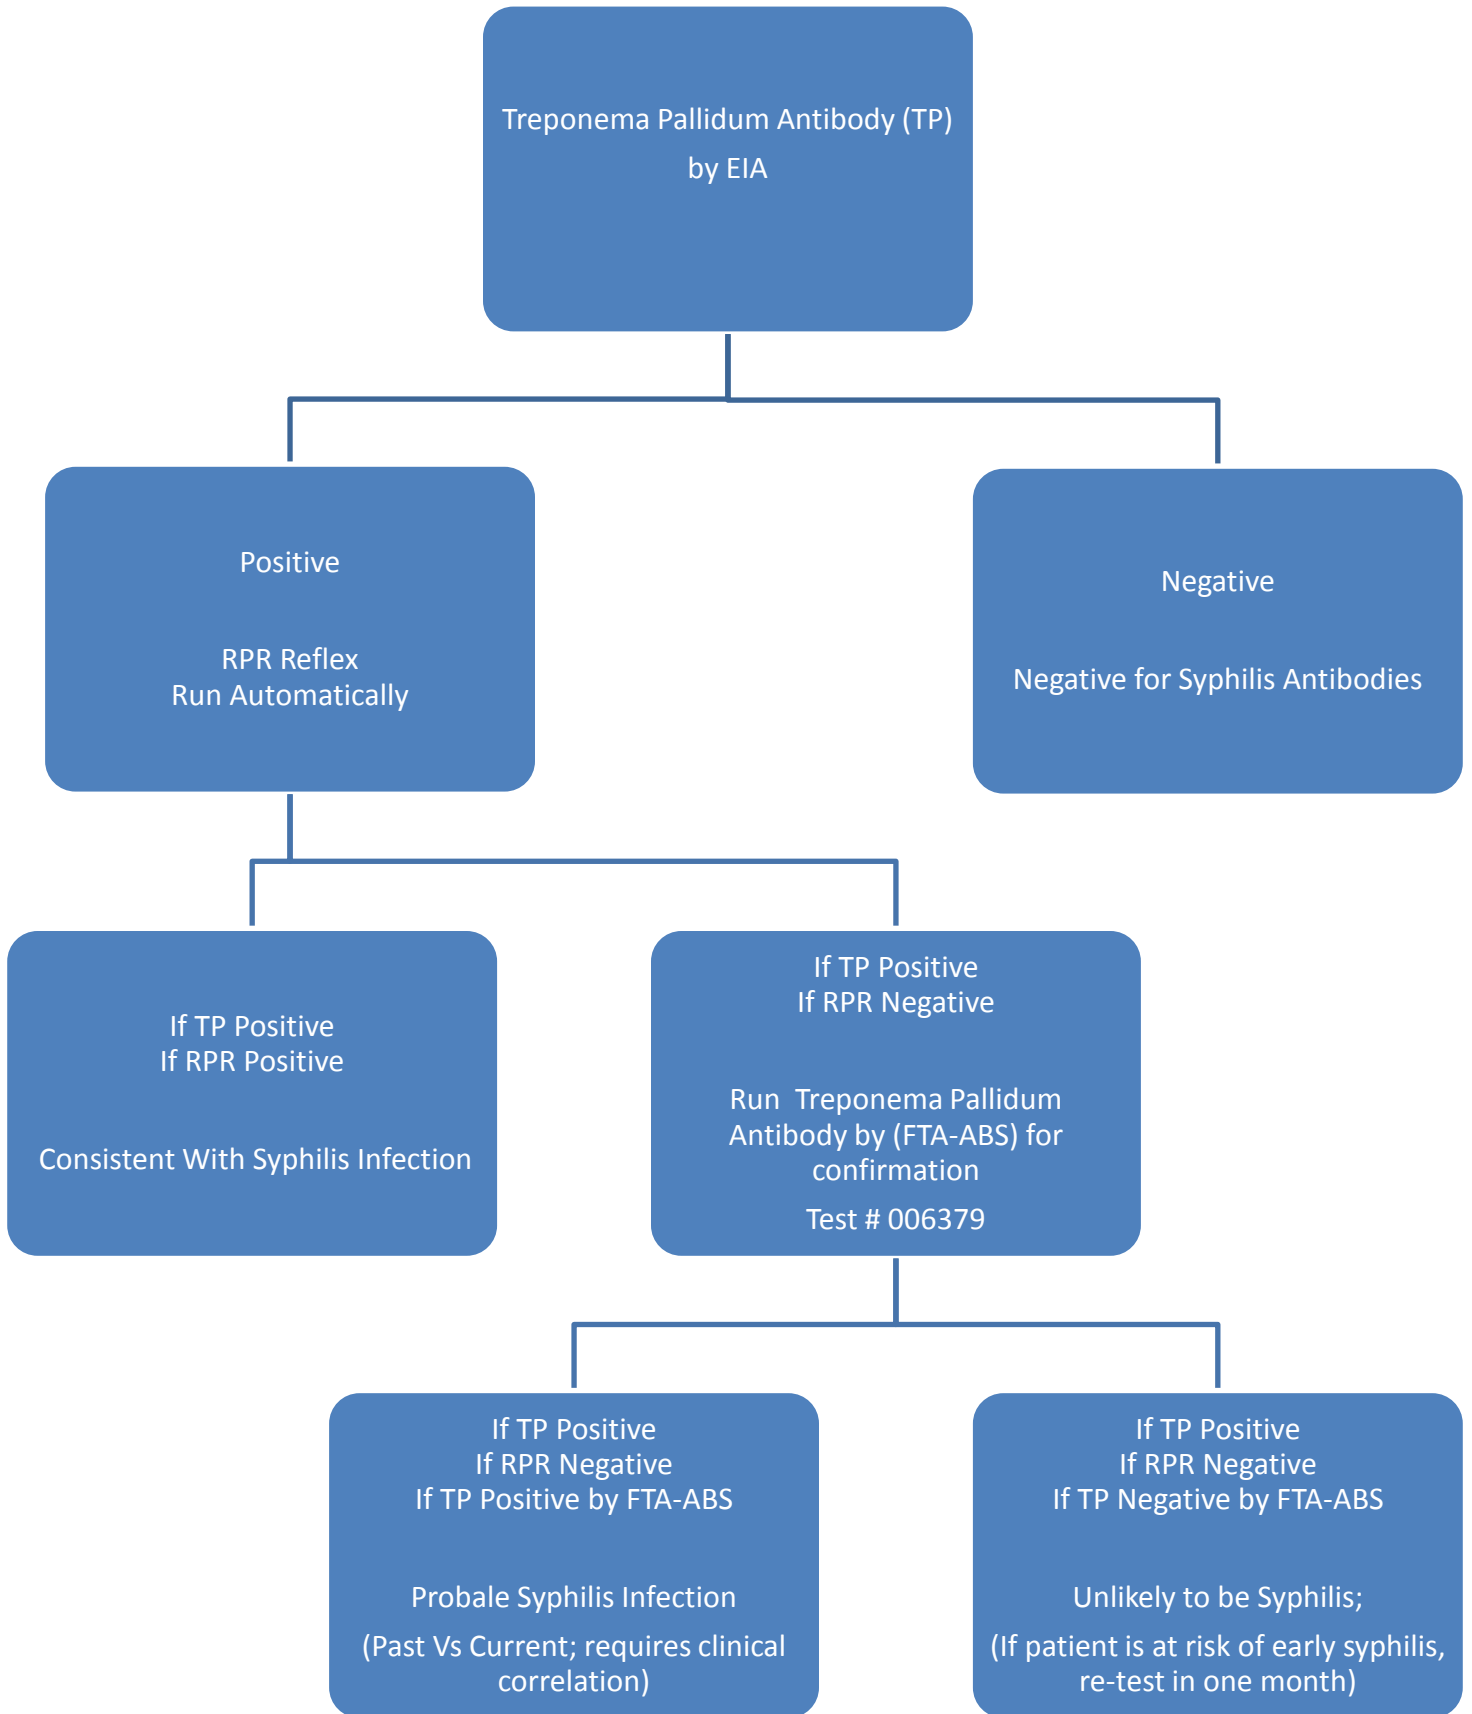 Treponema Pallidum Antibody (TP)
by EIA
Positive
RPR Reflex
Run Automatically
Negative
Negative for Syphilis Antibodies
If TP Positive
If RPR Positive
Consistent With Syphilis Infection
If TP Positive
If RPR Negative
Run Treponema Pallidum
Antibody by (FTA-ABS) for
confirmation
Test # 006379
If TP Positive
If RPR Negative
If TP Positive by FTA-ABS
Probale Syphilis Infection
(Past Vs Current; requires clinical
correlation)
If TP Positive
If RPR Negative
If TP Negative by FTA-ABS
Unlikely to be Syphilis;
(If patient is at risk of early syphilis,
re-test in one month)